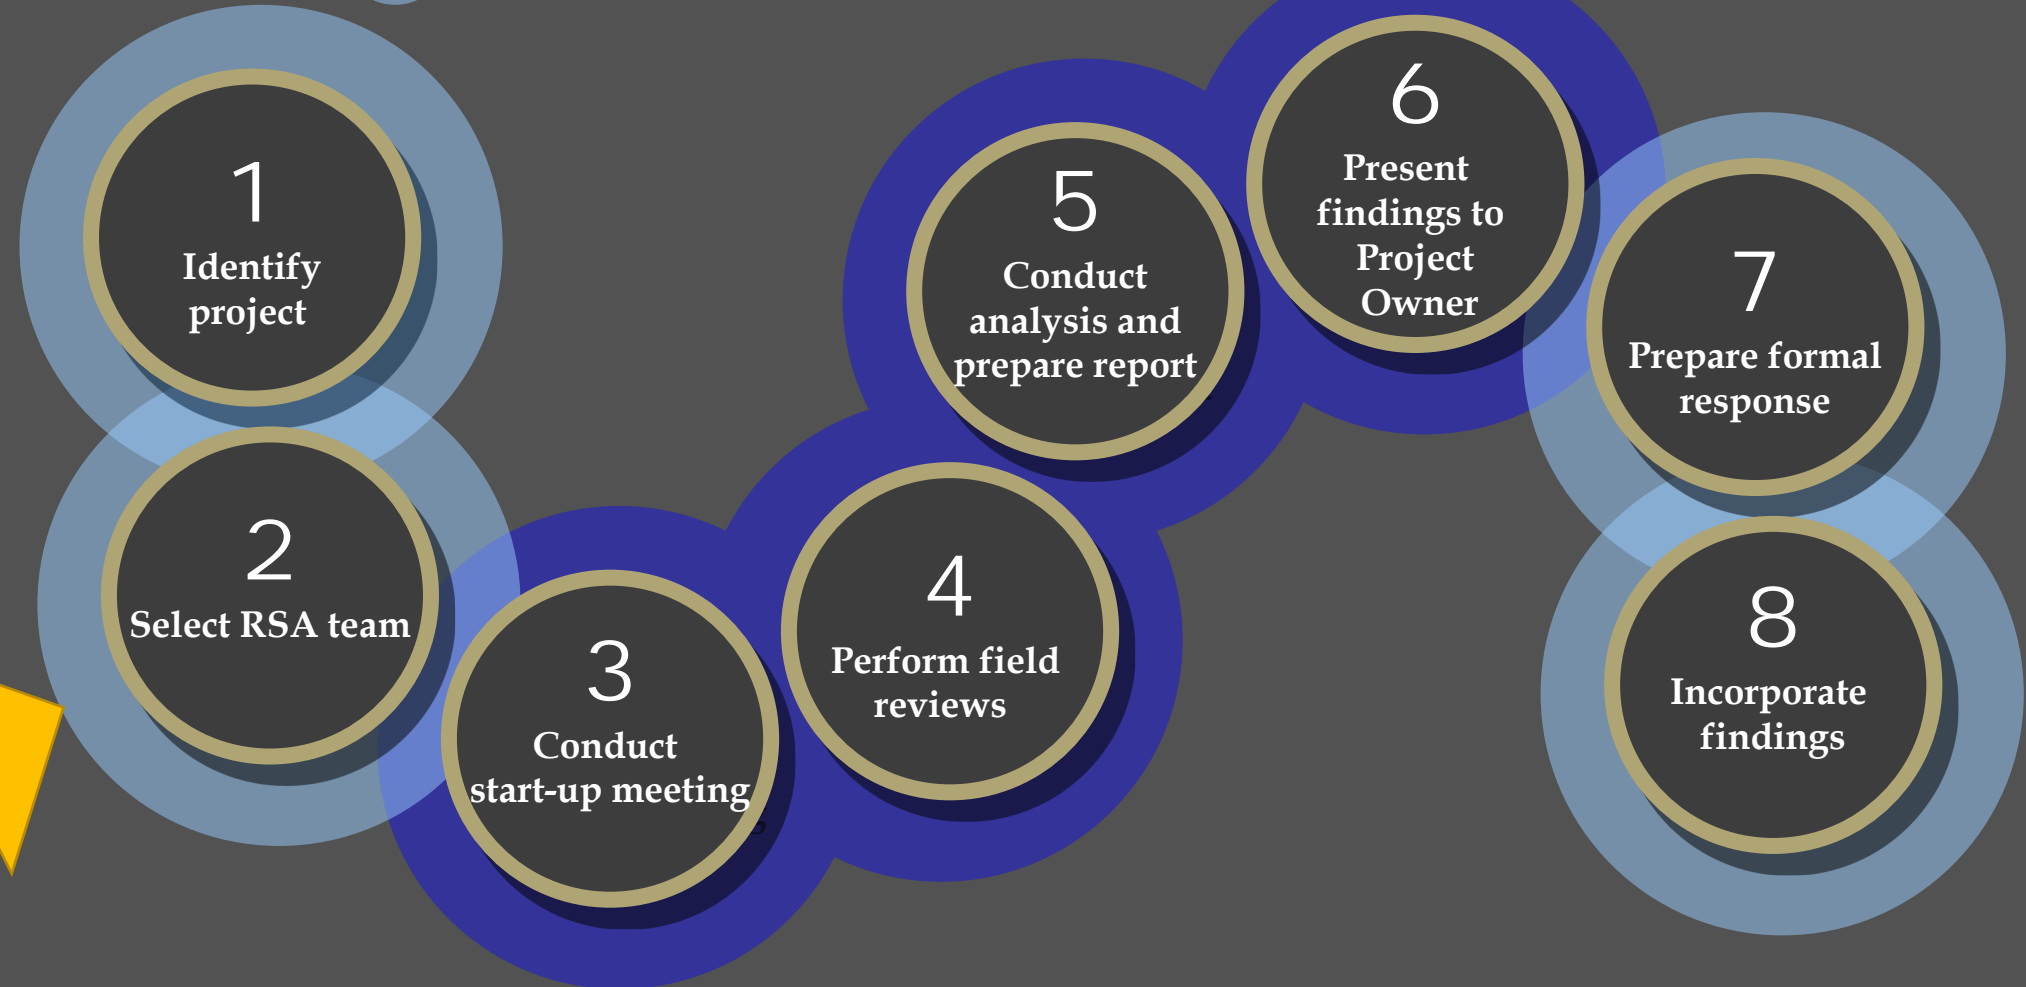 1
Identify
project
2
Select RSA team
3
Conduct
start-up meeting
4
Perform field
reviews
5
Conduct
analysis and
prepare report
6
Present
findings to
Project
Owner
7
Prepare formal
response
8
Incorporate
findings